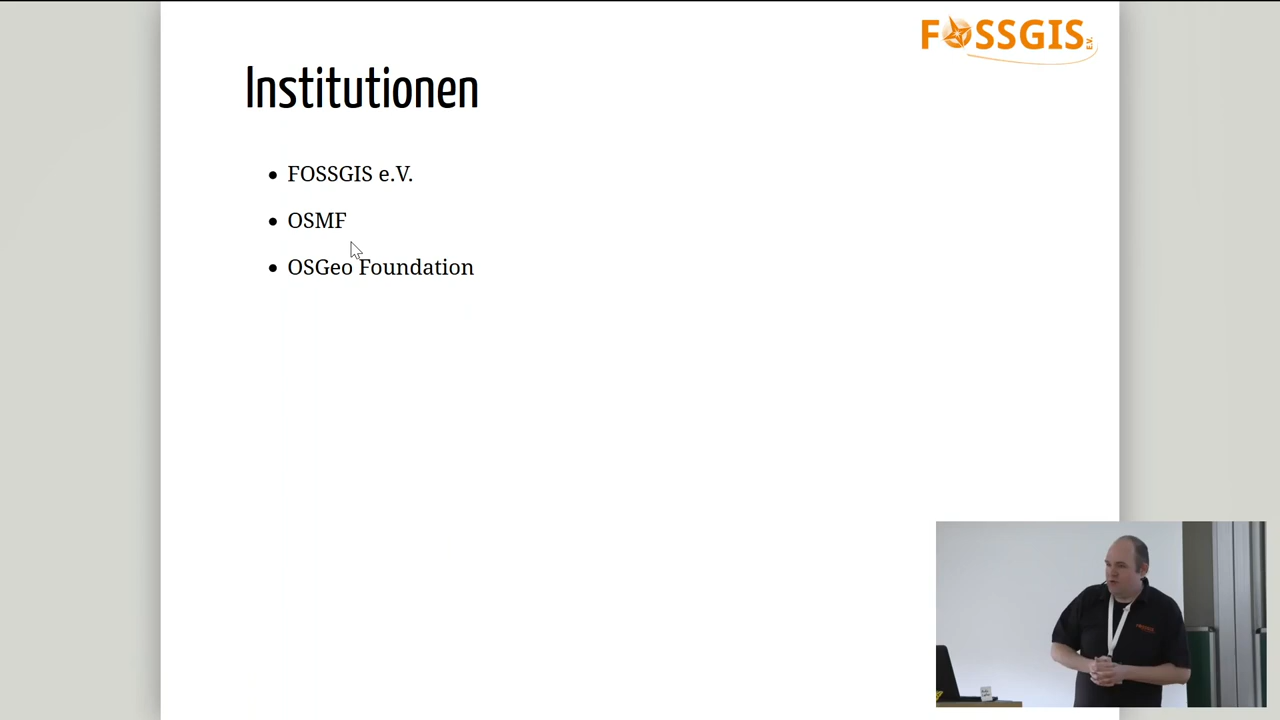 FOSSGIS E.V.
Institutionen
FOSSGIS e.V.
OSMF
OSGeo Foundation